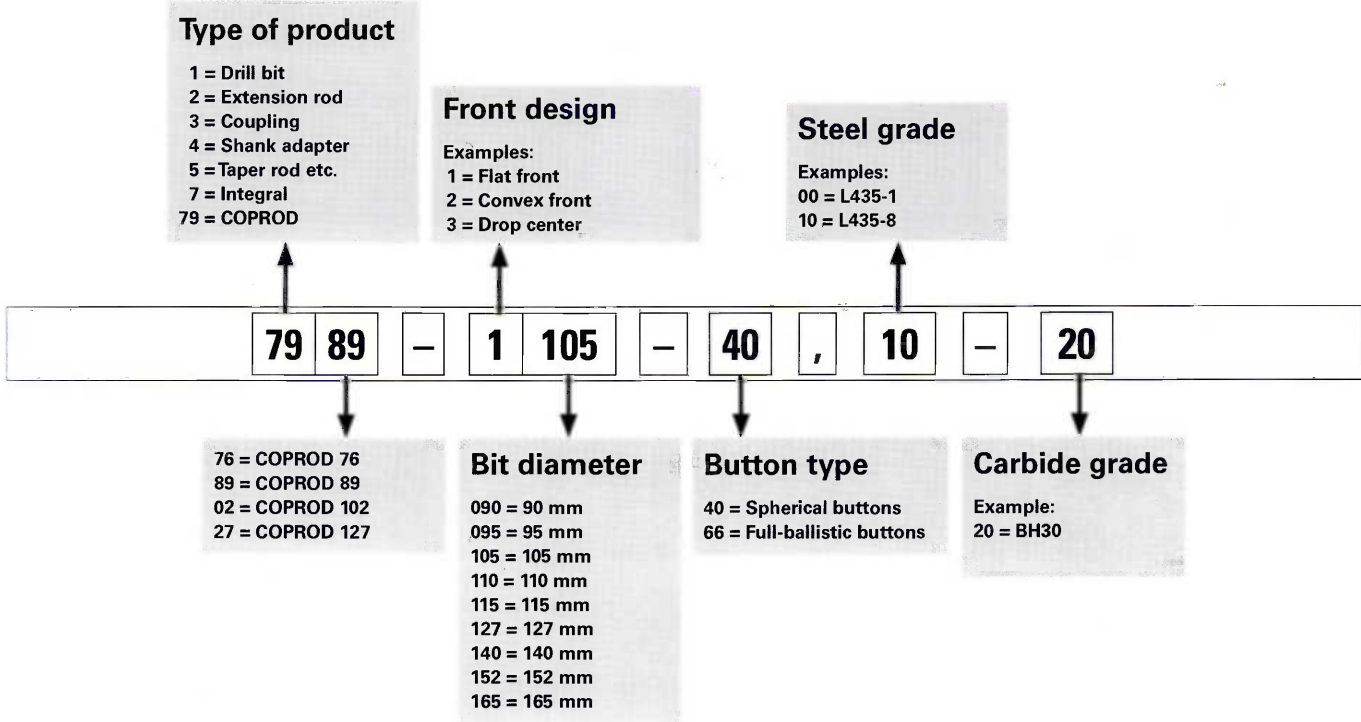 Type of product
1 = Drill bit
2 = Extension rod
3 = Coupling
4 = Shank adapter
5 = Taper rod etc.
7 = Integral
79 = COPROD
Front design
Examples:
1 = Flat front
2 = Convex front
3 = Drop center
Steel grade
Examples:
00 = L435-1
10 = L435-8
79 89 – 1 105 – 40 , 10 – 20
76 = COPROD 76
89 = COPROD 89
02 = COPROD 102
27 = COPROD 127
Bit diameter
090 = 90 mm
095 = 95 mm
105 = 105 mm
110 = 110 mm
115 = 115 mm
127 = 127 mm
140 = 140 mm
152 = 152 mm
165 = 165 mm
Button type
40 = Spherical buttons
66 = Full-ballistic buttons
Carbide grade
Example:
20 = BH30